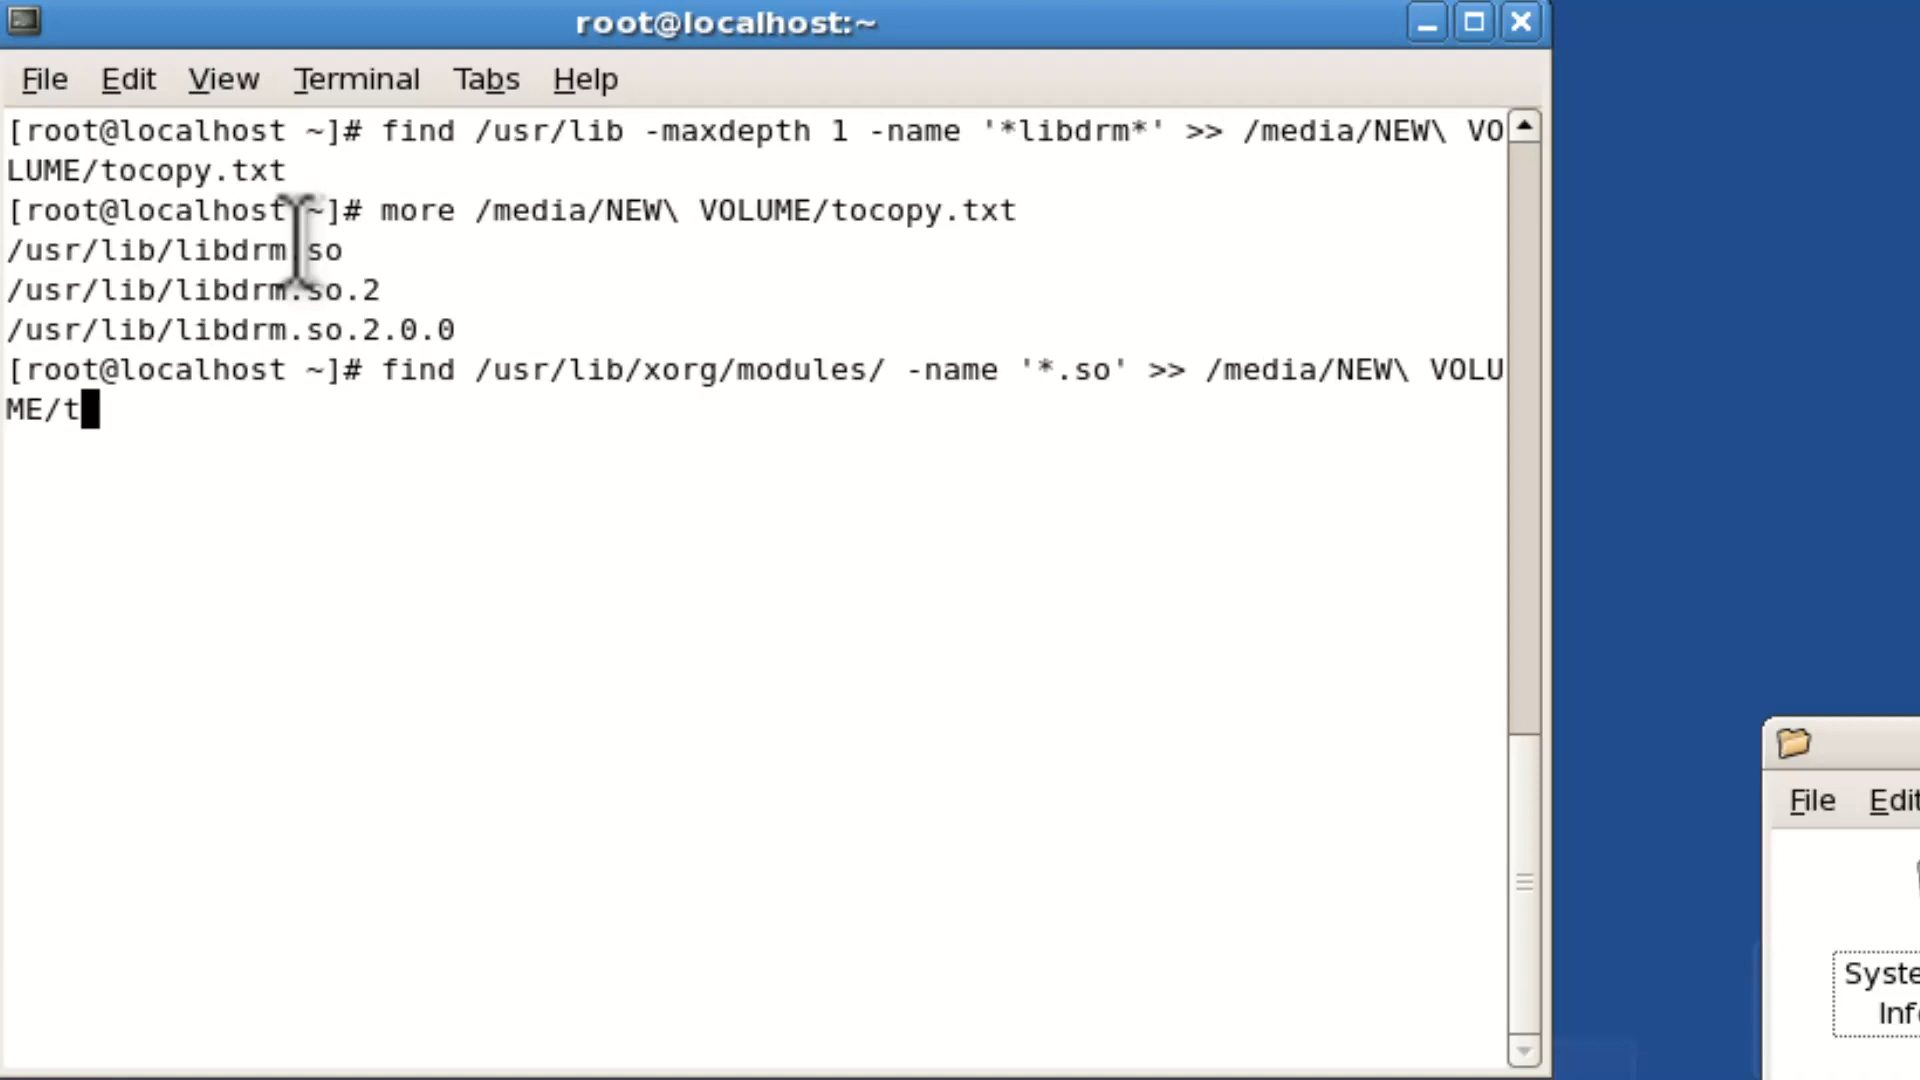 root@localhost:~
File Edit View Terminal Tabs Help
[root@localhost ~]# find /usr/lib -maxdepth 1 -name '*libdrm*' >> /media/NEW\ VO
LUME/tocopy.txt
[root@localhost ~]# more /media/NEW\ VOLUME/tocopy.txt
/usr/lib/libdrm.so
/usr/lib/libdrm.so.2
/usr/lib/libdrm.so.2.0.0
[root@localhost ~]# find /usr/lib/xorg/modules/ -name '*.so' >> /media/NEW\ VOLU
ME/t
File Edit
Syste
Info